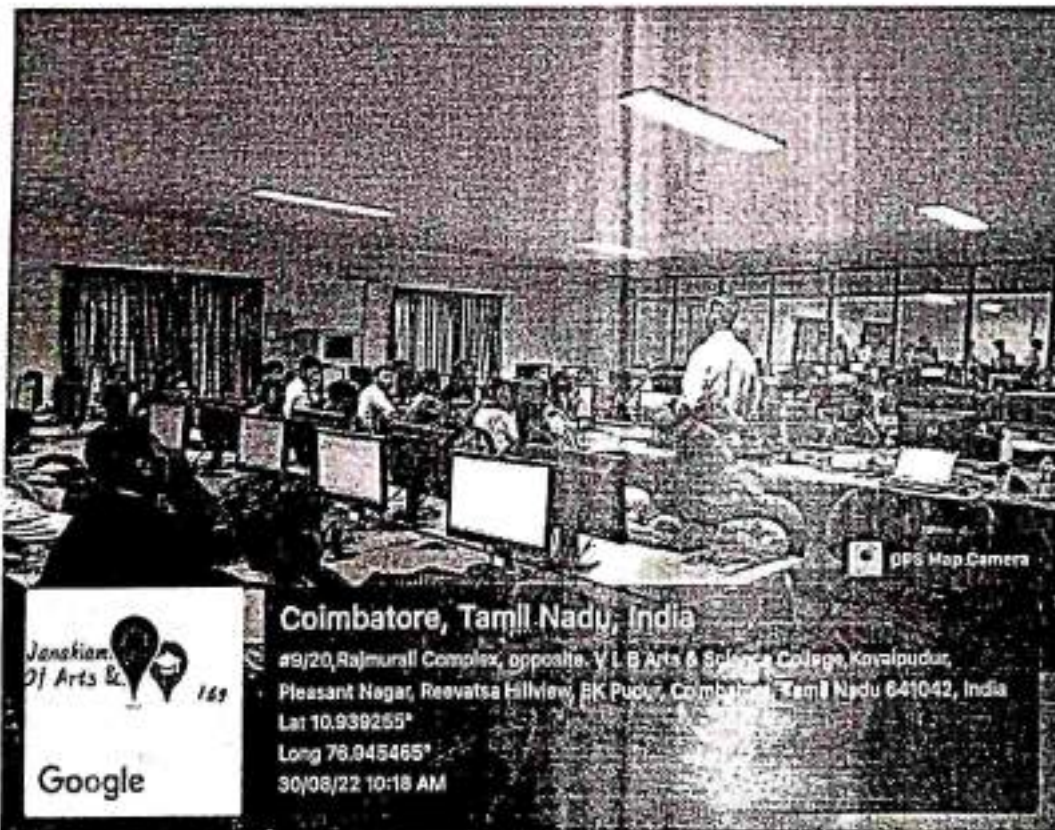 GPS Map Camera
Janakiam
Of Arts &
Google
Coimbatore, Tamil Nadu, India
#9/20,Rajmurali Complex, opposite. V L B Arts & Science College, Kovaipudur,
Pleasant Nagar, Reevatsa Hillview, BK Pudur, Coimbatore, Tamil Nadu 641042, India
Lat 10.939255°
Long 76.945465°
30/08/22 10:18 AM